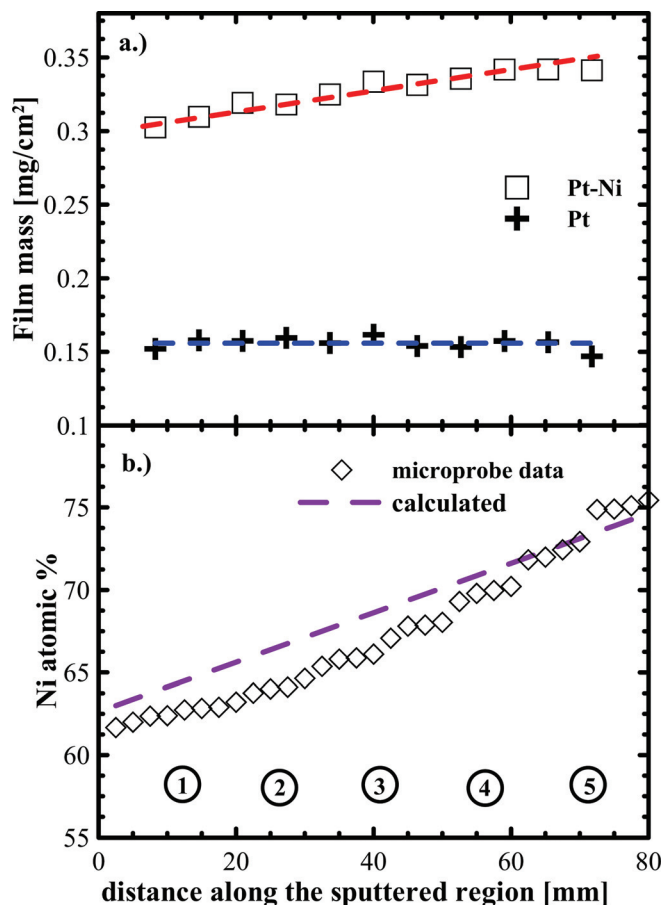 a.)
Film mass [mg/cm²]
0.35
0.3
0.25
0.2
0.15
0.1
Pt-Ni
Pt
b.)
microprobe data
calculated
Ni atomic %
75
70
65
60
55
1 2 3 4 5
0 20 40 60 80
distance along the sputtered region [mm]